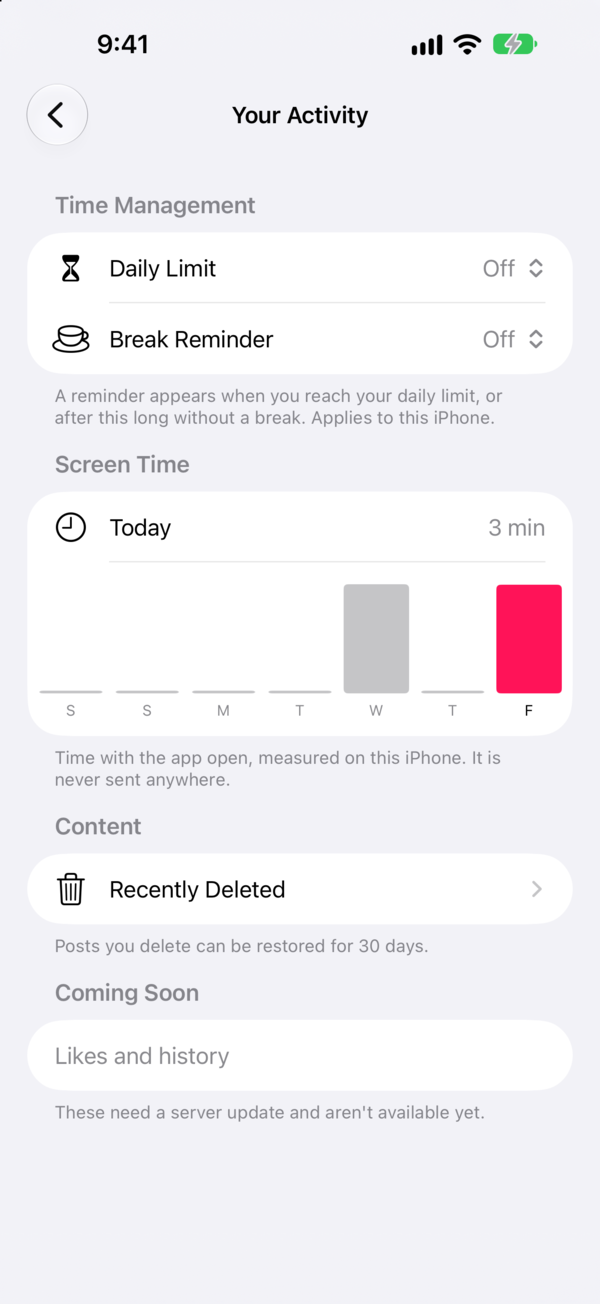 9:41
Your Activity
Time Management
Daily Limit Off
Break Reminder Off
A reminder appears when you reach your daily limit, or
after this long without a break. Applies to this iPhone.
Screen Time
Today 3 min
S S M T W T F
Time with the app open, measured on this iPhone. It is
never sent anywhere.
Content
Recently Deleted
Posts you delete can be restored for 30 days.
Coming Soon
Likes and history
These need a server update and aren't available yet.